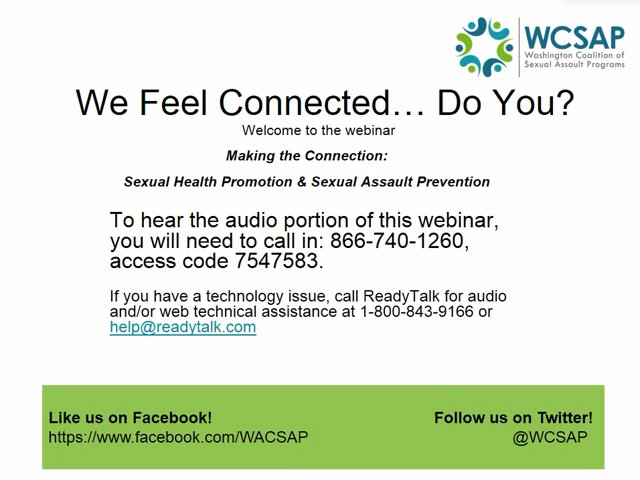 WCSAP
Washington Coalition of
Sexual Assault Programs
We Feel Connected… Do You?
Welcome to the webinar
Making the Connection:
Sexual Health Promotion & Sexual Assault Prevention
To hear the audio portion of this webinar,
you will need to call in: 866-740-1260,
access code 7547583.
If you have a technology issue, call ReadyTalk for audio
and/or web technical assistance at 1-800-843-9166 or
help@readytalk.com
Like us on Facebook!
https://www.facebook.com/WACSAP
Follow us on Twitter!
@WCSAP